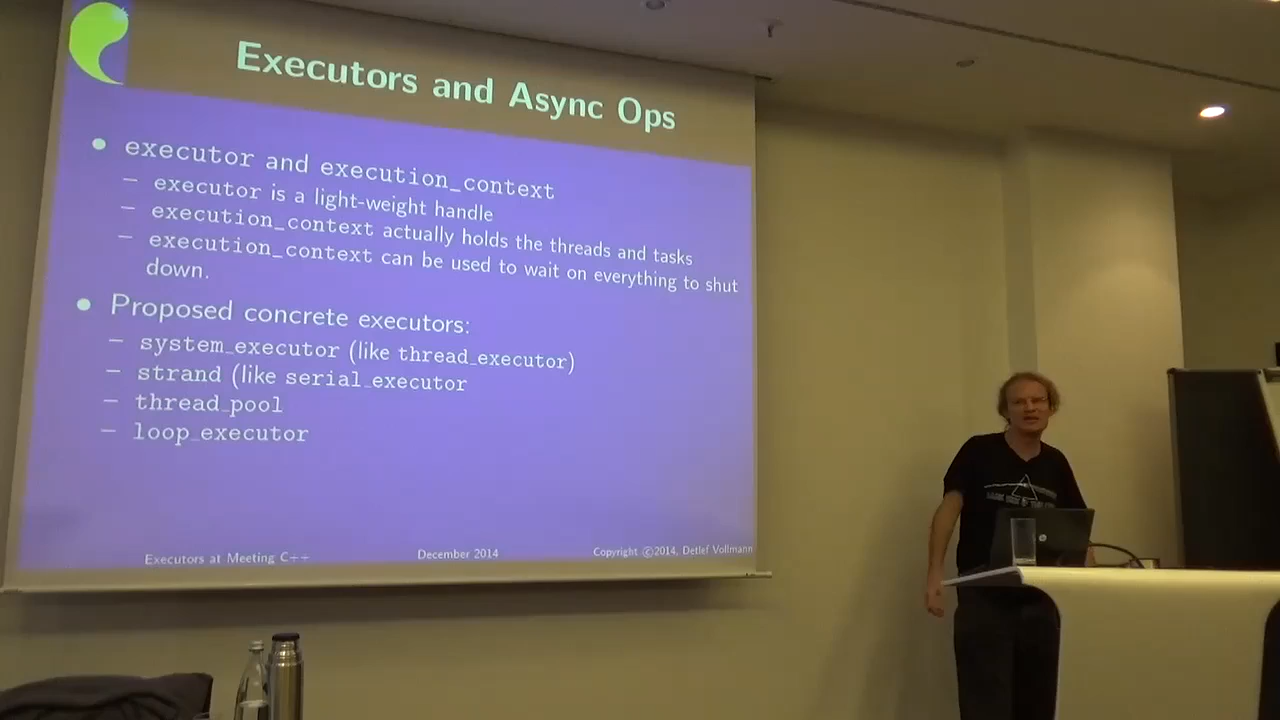 Executors and Async Ops
• executor and execution_context
– executor is a light-weight handle
– execution_context actually holds the threads and tasks
– execution_context can be used to wait on everything to shut
down.
• Proposed concrete executors:
– system_executor (like thread_executor)
– strand (like serial_executor
– thread_pool
– loop_executor
Executors at Meeting C++
December 2014
Copyright ©2014, Detlef Vollmann